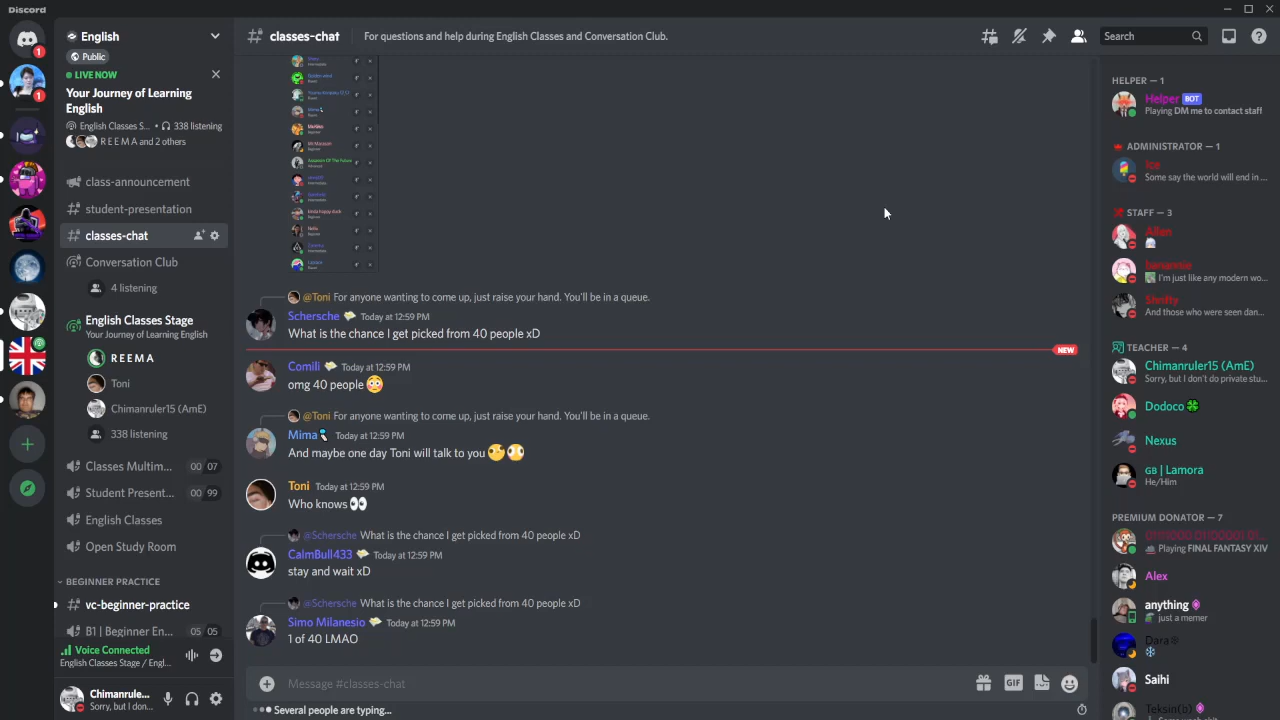 Discord
1
1
English
Public
LIVE NOW
Your Journey of Learning
English
English Classes S... • 338 listening
R E E M A and 2 others
class-announcement
student-presentation
classes-chat
Conversation Club
4 listening
English Classes Stage
Your Journey of Learning English
R E E M A
Toni
Chimanruler15 (AmE)
338 listening
Classes Multim... 00 07
Student Present... 00 99
English Classes
Open Study Room
BEGINNER PRACTICE
vc-beginner-practice
B1 | Beginner En... 05 05
Voice Connected
English Classes Stage / Engl...
Chimanrule...
Sorry, but I don...
classes-chat
For questions and help during English Classes and Conversation Club.
Search
@Toni For anyone wanting to come up, just raise your hand. You'll be in a queue.
Schersche Today at 12:59 PM
What is the chance I get picked from 40 people xD
NEW
Comili Today at 12:59 PM
omg 40 people
@Toni For anyone wanting to come up, just raise your hand. You'll be in a queue.
Mima Today at 12:59 PM
And maybe one day Toni will talk to you
Toni Today at 12:59 PM
Who knows
@Schersche What is the chance I get picked from 40 people xD
CalmBull433 Today at 12:59 PM
stay and wait xD
@Schersche What is the chance I get picked from 40 people xD
Simo Milanesio Today at 12:59 PM
1 of 40 LMAO
Message #classes-chat
GIF
Several people are typing...
HELPER — 1
Helper BOT
Playing DM me to contact staff
ADMINISTRATOR — 1
Ice
Some say the world will end in ...
STAFF — 3
Allen
I'm just like any modern wo...
Shnfty
And those who were seen dan...
TEACHER — 4
Chimanruler15 (AmE)
Sorry, but I don't do private stu...
Dodoco
Nexus
GB | Lamora
He/Him
PREMIUM DONATOR — 7
Playing FINAL FANTASY XIV
Alex
anything
just a memer
Dara
Saihi
Teksin(b)